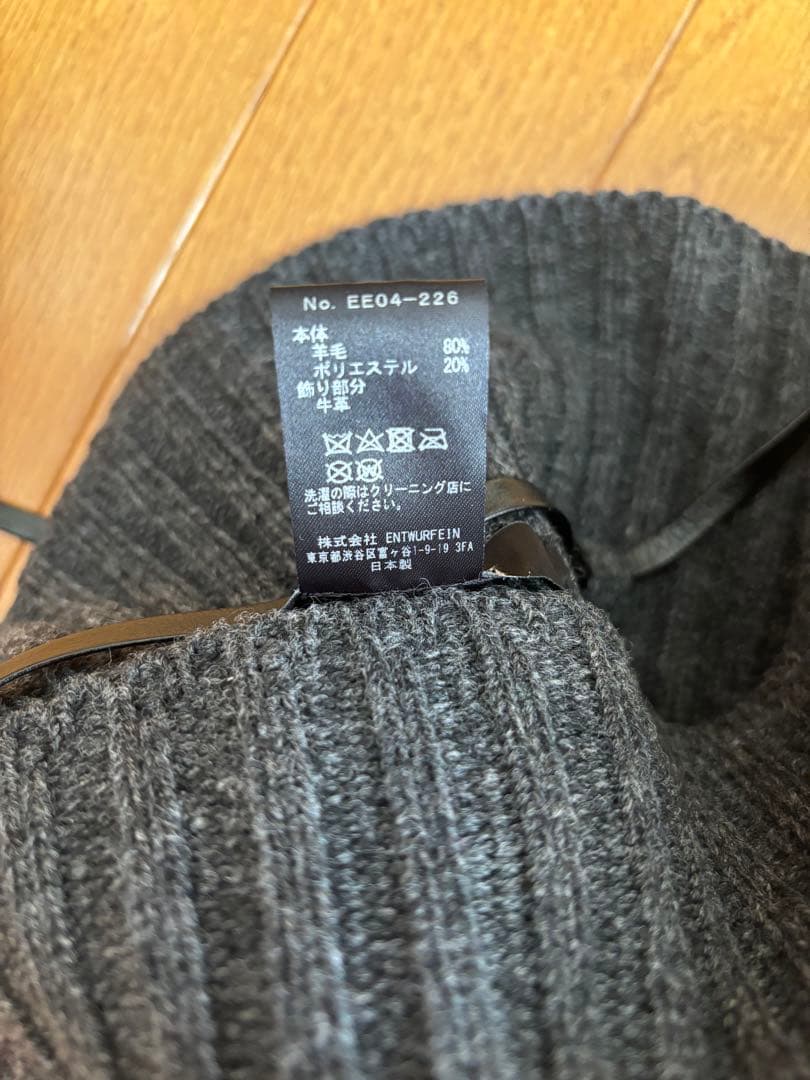 No. EE04-226
本体
羊毛 80%
ポリエステル 20%
飾り部分
牛革
洗濯の際はクリーニング店に
ご相談ください。
株式会社 ENTWURFEIN
東京都渋谷区富ヶ谷1-9-19 3FA
日本製